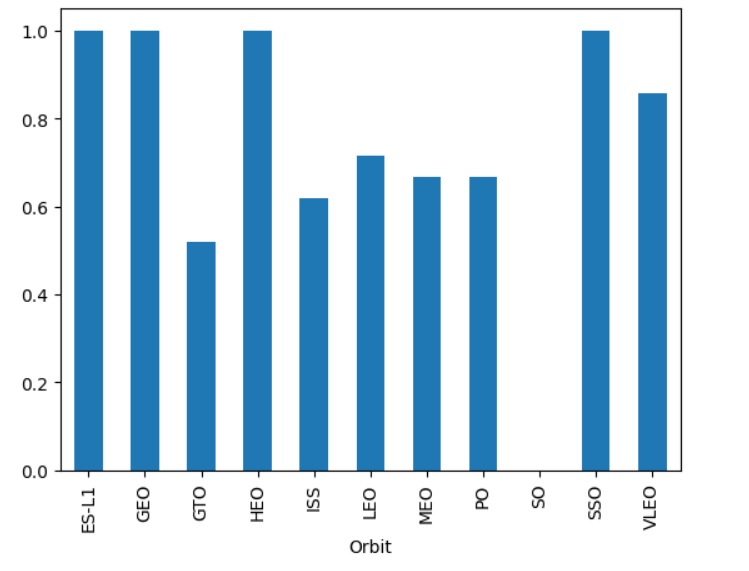 1.0
0.8
0.6
0.4
0.2
0.0
ES-L1
GEO
GTO
HEO
ISS
LEO
MEO
PO
SO
SSO
VLEO
Orbit